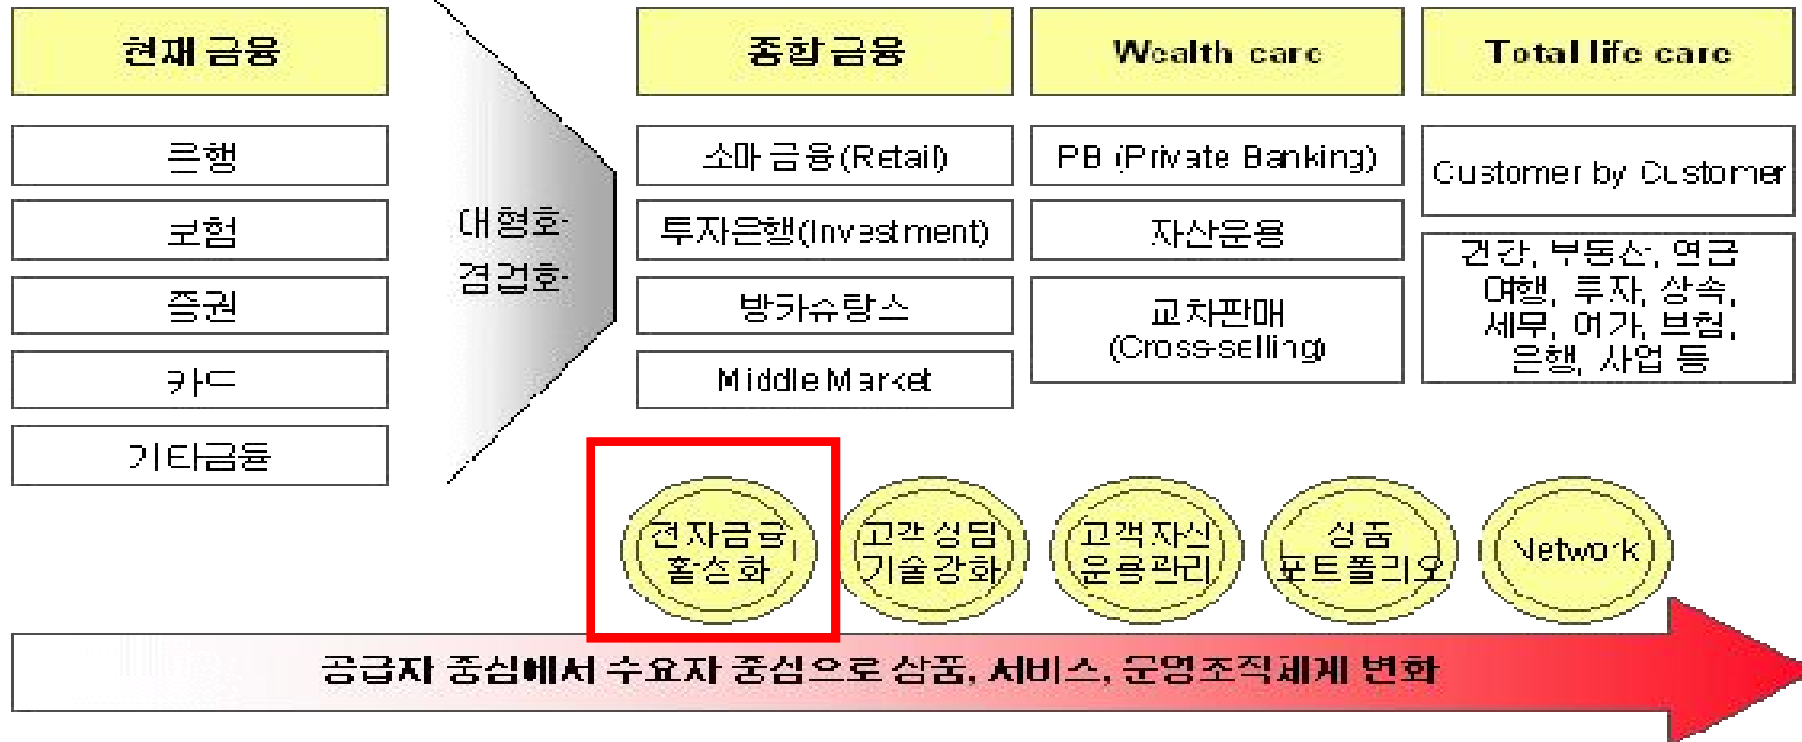 현재 금융
종합 금융
Wealth care
Total life care
은행
보험
증권
카드
기타금융
대형화
겸업화
소매 금융(Retail)
투자은행(Investment)
방카슈랑스
Middle Market
PB (Private Banking)
자산운용
교차판매
(Cross-selling)
Customer by Customer
건강, 부동산, 연금
여행, 투자, 상속,
세무, 여가, 보험,
은행, 사업 등
전자금융
활성화
고객 상담
기술강화
고객자산
운용관리
상품
포트폴리오
Network
공급자 중심에서 수요자 중심으로 상품, 서비스, 운영조직체계 변화